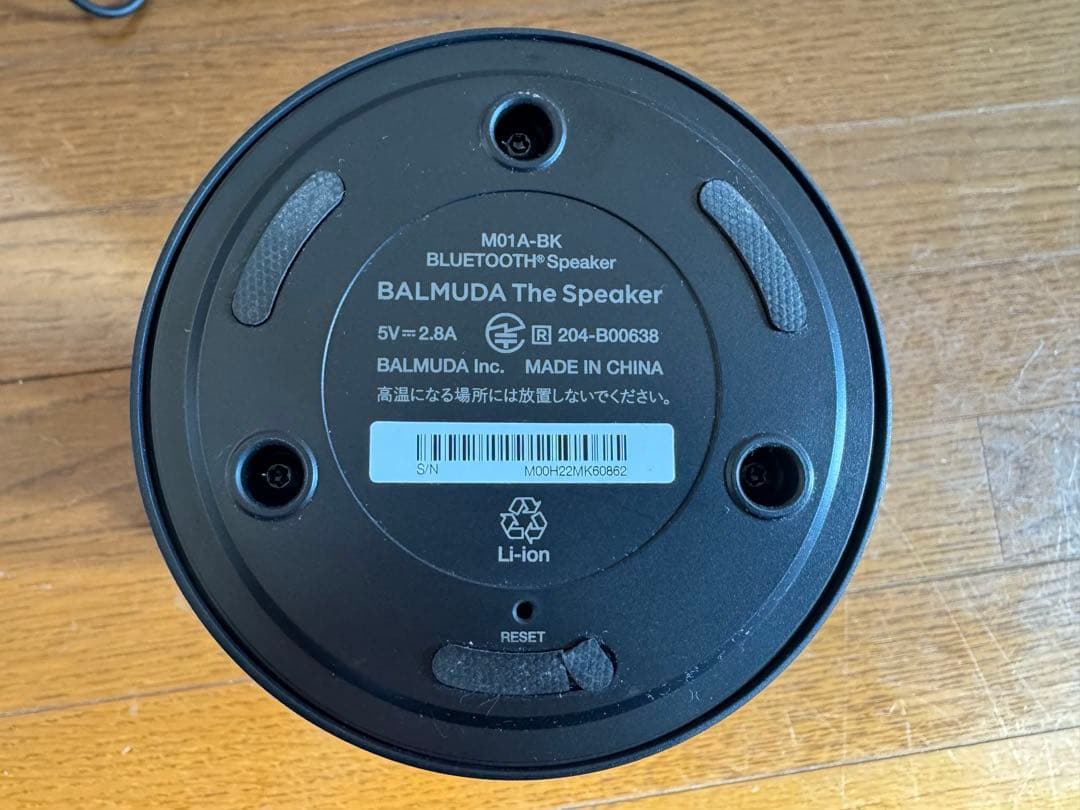 M01A-BK
BLUETOOTH® Speaker
BALMUDA The Speaker
5V⎓2.8A R 204-B00638
BALMUDA Inc. MADE IN CHINA
高温になる場所には放置しないでください。
S/N M00H22MK60862
Li-ion
RESET